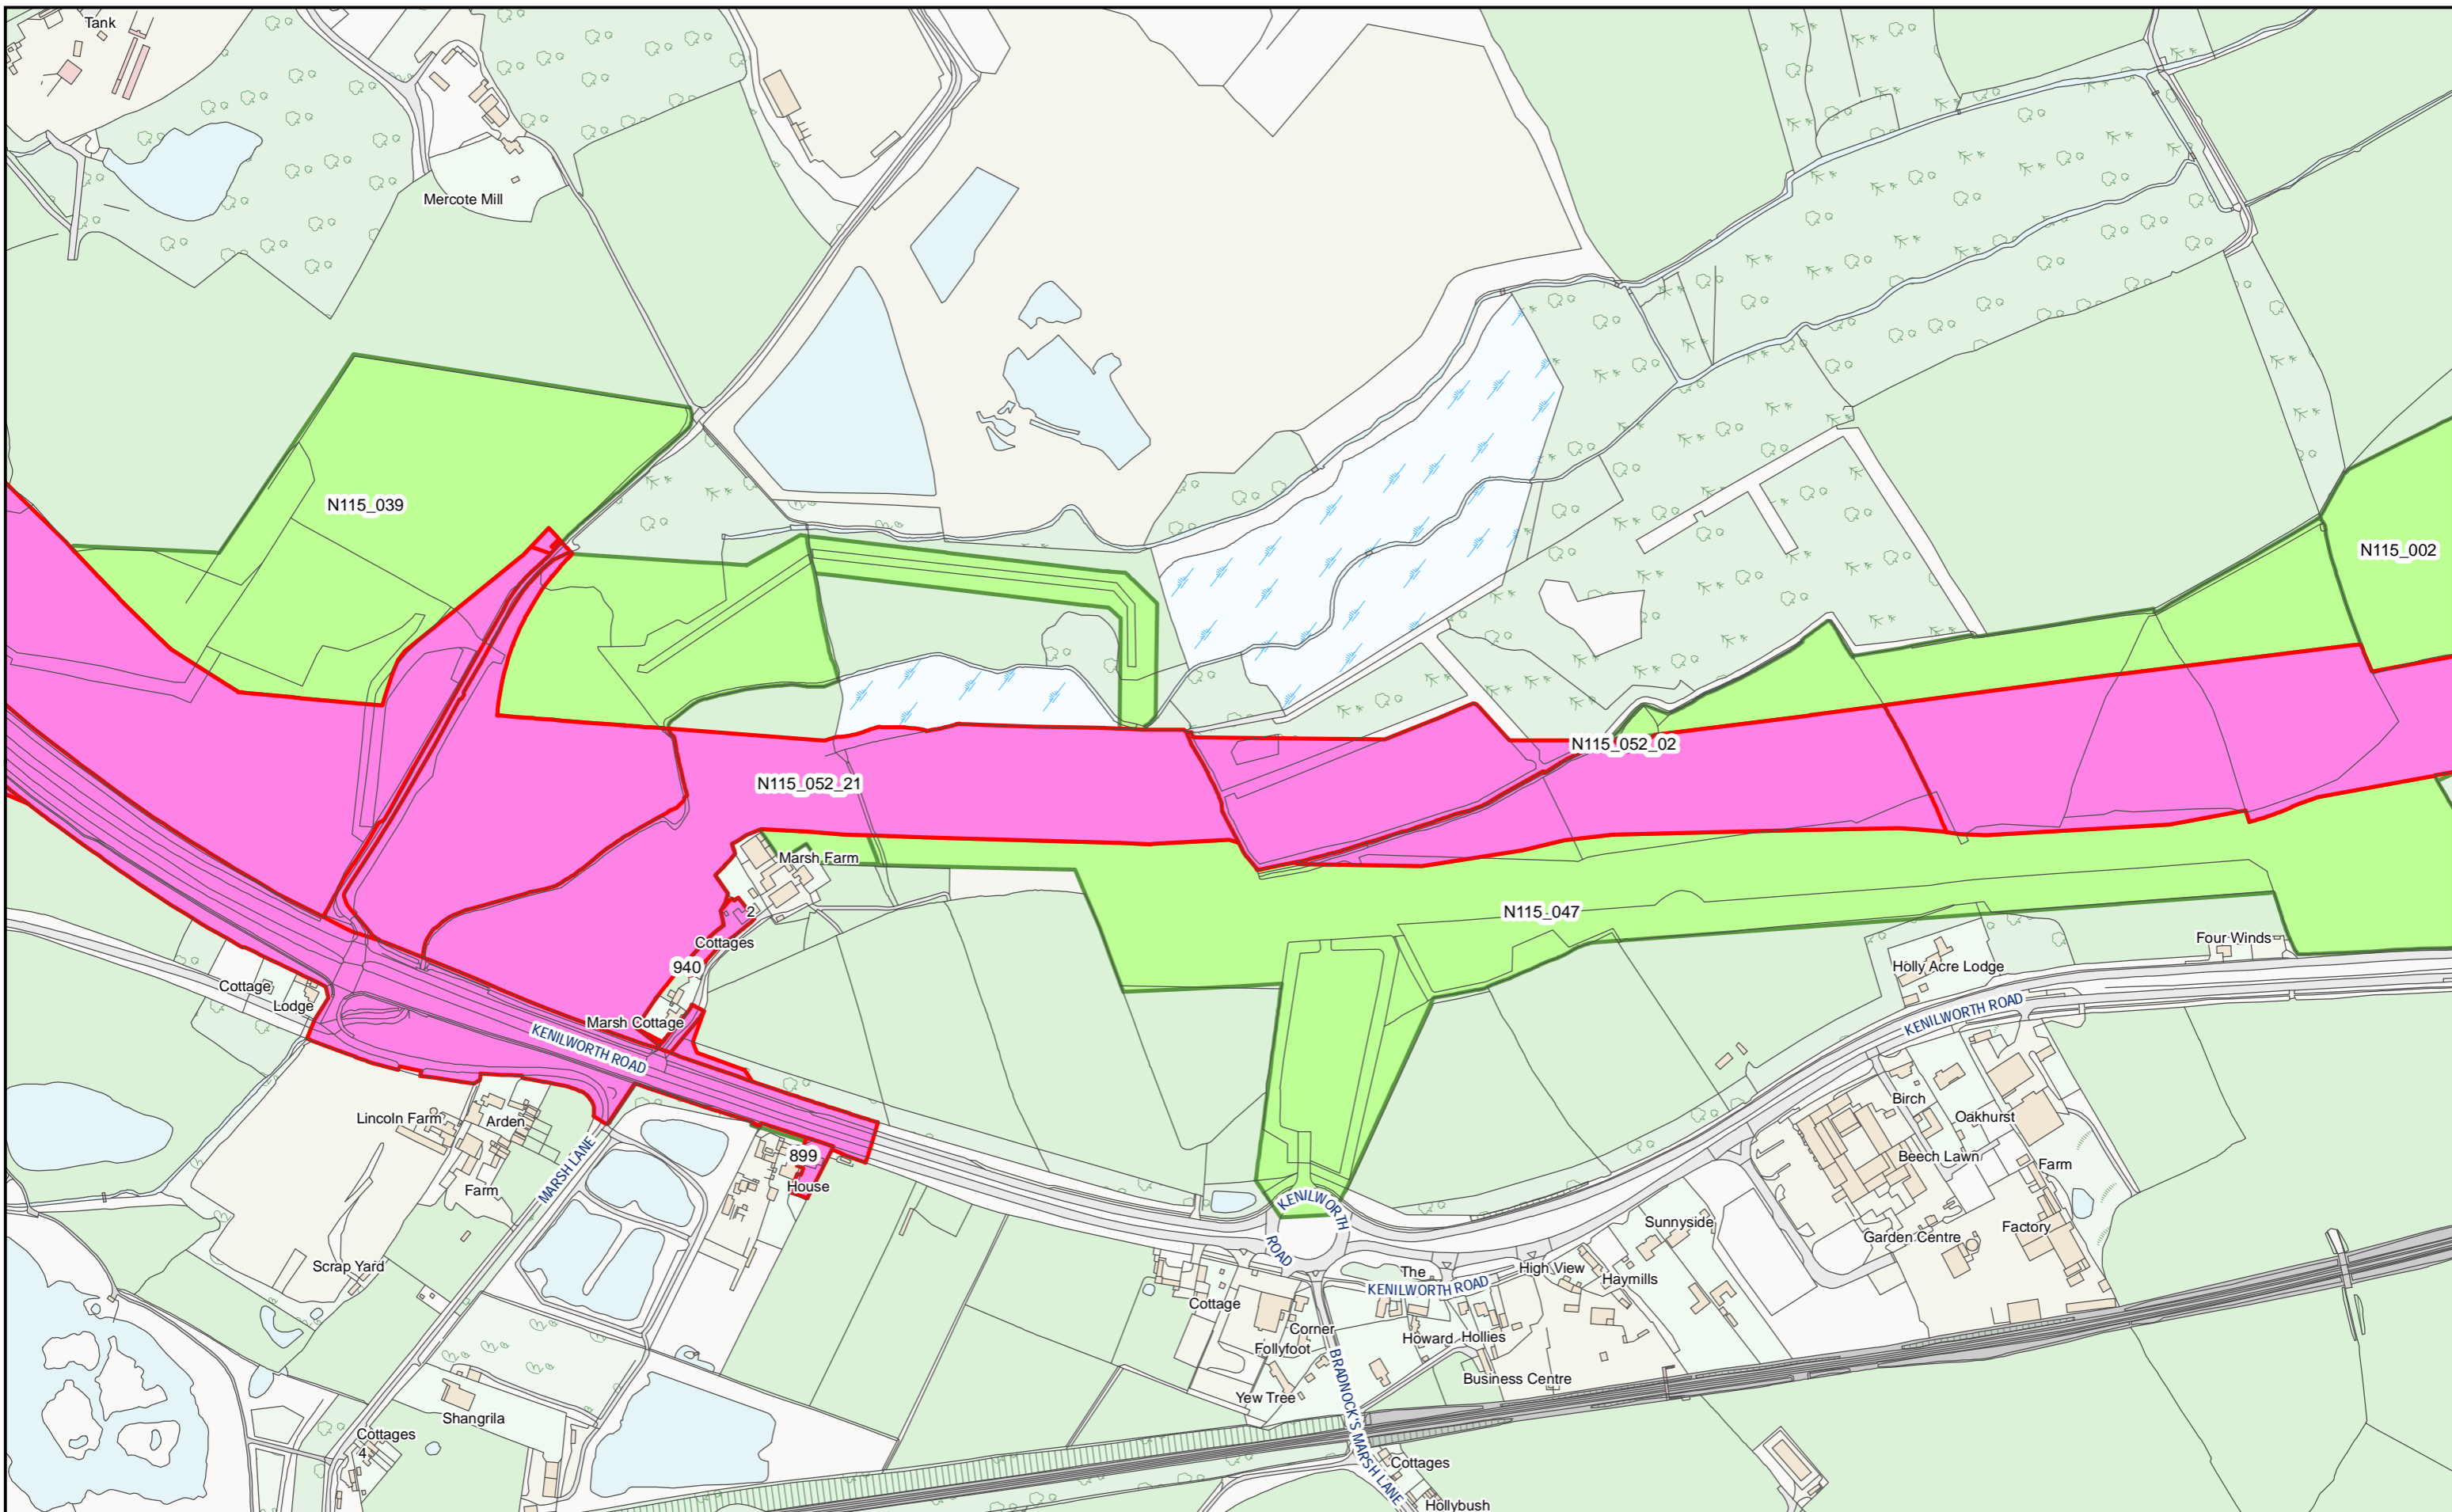 Tank
Mercote Mill
N115_039
N115_002
N115_052_02
N115_052_21
Marsh Farm
2
N115_047
Cottages
Four Winds
940
Holly Acre Lodge
Cottage
Lodge
Marsh Cottage
KENILWORTH ROAD
KENILWORTH ROAD
Birch
Lincoln Farm
Arden
Oakhurst
MARSH LANE
899
Beech Lawn
Farm
House
Farm
KENILWORTH
ROAD
Sunnyside
Factory
Garden Centre
Scrap Yard
The
High View
Haymills
KENILWORTH ROAD
Cottage
Corner
Howard
Hollies
Follyfoot
BRADNOCK'S MARSH LANE
Business Centre
Yew Tree
Shangrila
Cottages
4
Cottages
Hollybush